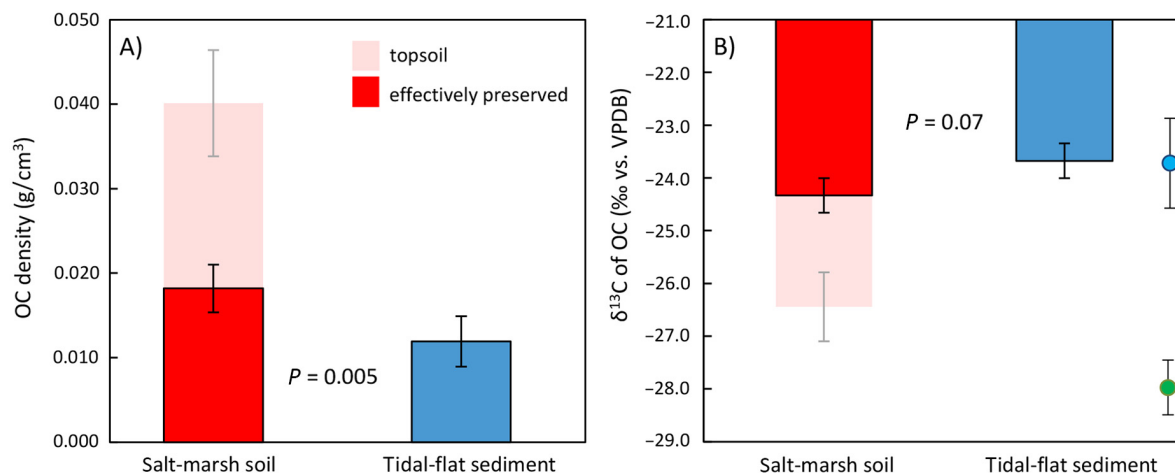 A)
OC density (g/cm³)
0.050
0.040
0.030
0.020
0.010
0.000
topsoil
effectively preserved
P = 0.005
Salt-marsh soil
Tidal-flat sediment
B)
δ¹³C of OC (‰ vs. VPDB)
−21.0
−22.0
−23.0
−24.0
−25.0
−26.0
−27.0
−28.0
−29.0
P = 0.07
Salt-marsh soil
Tidal-flat sediment